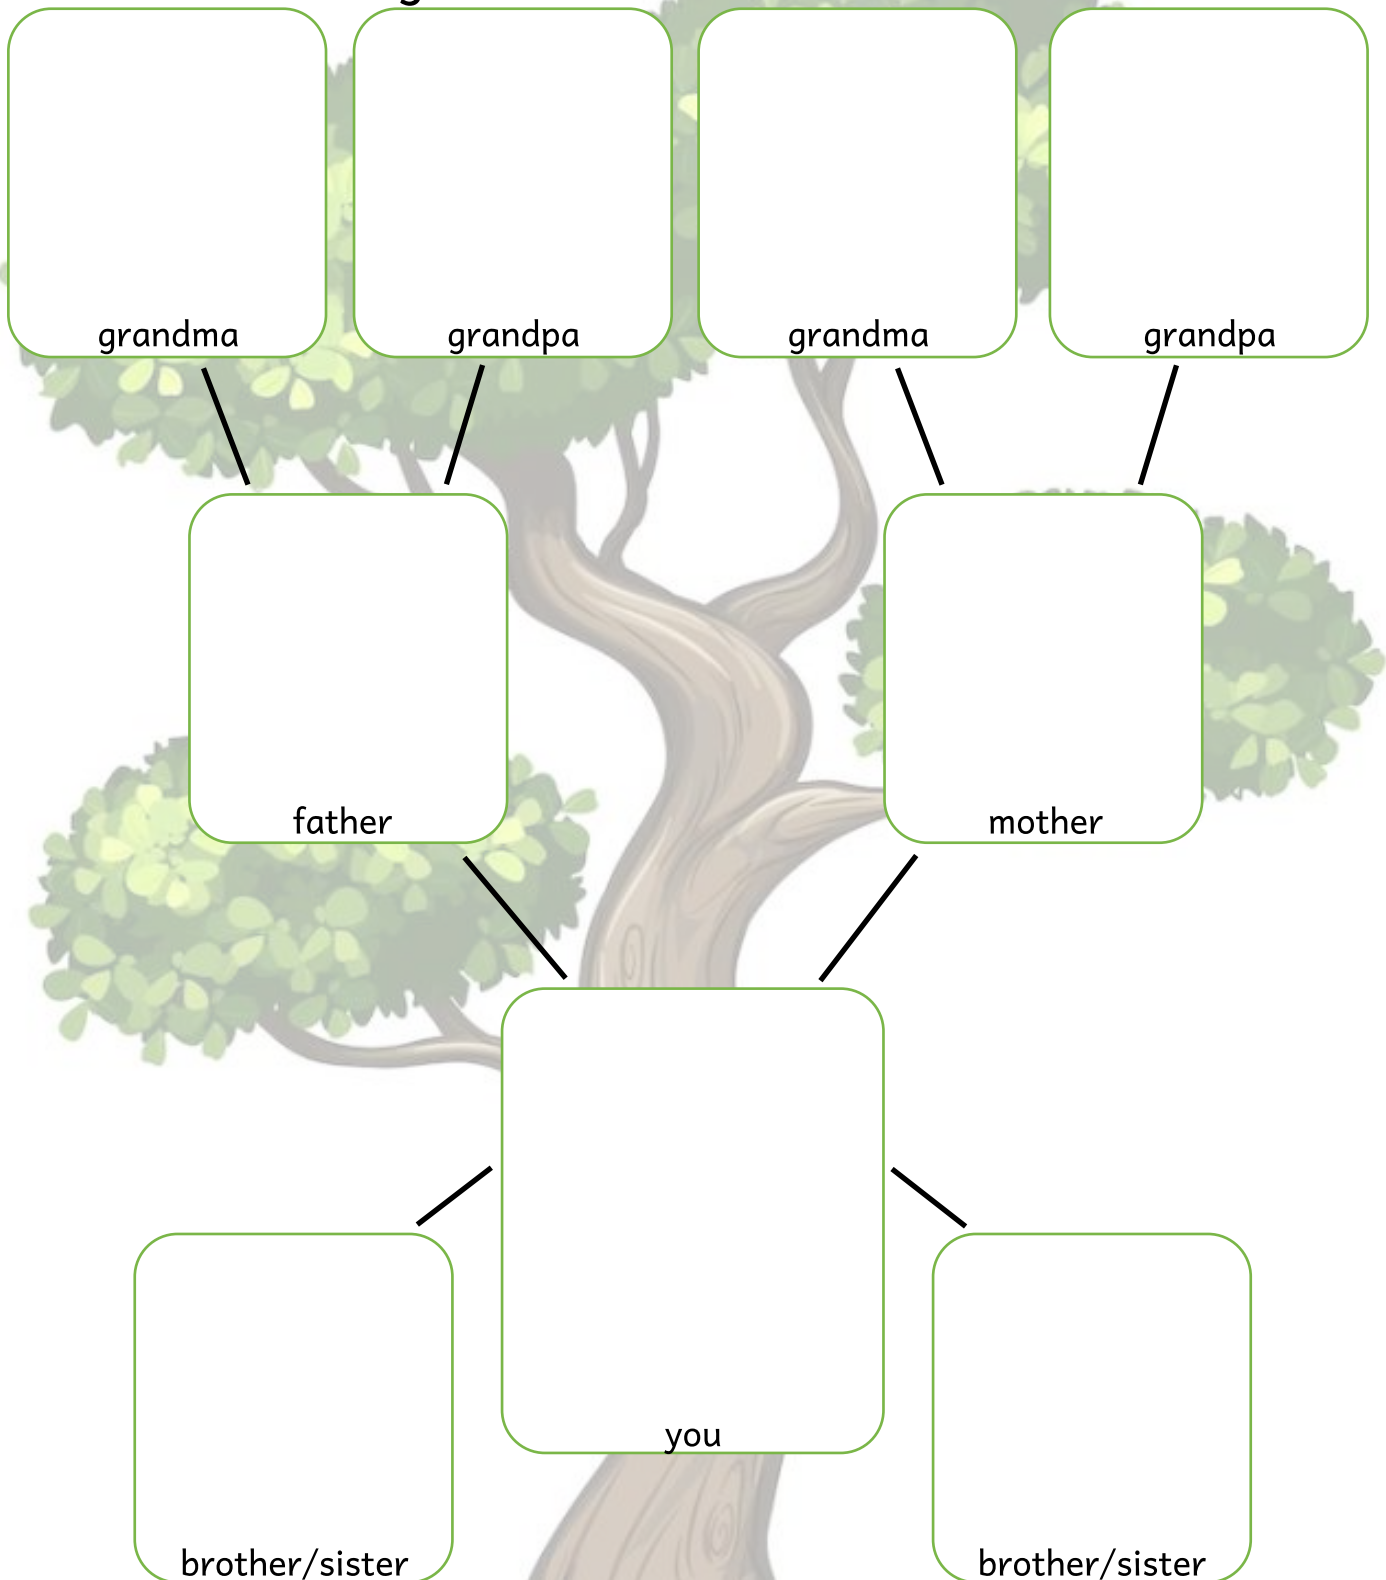 grandma grandpa grandma grandpa
father mother
you
brother/sister brother/sister